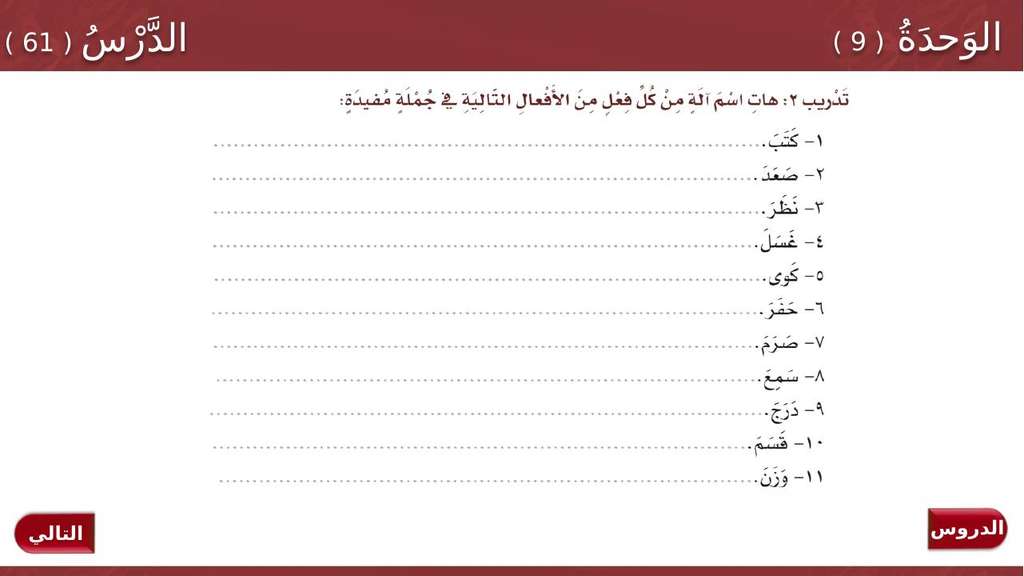 الوَحدَةُ ( 9 )
الدَّرْسُ ( 61 )
تَدْريب ٢: هاتِ اسْمَ آلَةٍ مِنْ كُلِّ فِعْلٍ مِنَ الأَفْعالِ التَّالِيَةِ في جُمْلَةٍ مُفيدَةٍ:
١- كَتَبَ. ........................................................................................
٢- صَعَدَ. ........................................................................................
٣- نَظَرَ. ........................................................................................
٤- غَسَلَ. ........................................................................................
٥- كَوى. ........................................................................................
٦- حَفَرَ. ........................................................................................
٧- صَرَمَ. ........................................................................................
٨- سَمِعَ. ........................................................................................
٩- دَرَجَ. ........................................................................................
١٠- قَسَمَ. ........................................................................................
١١- وَزَنَ. ........................................................................................
الدروس
التالي